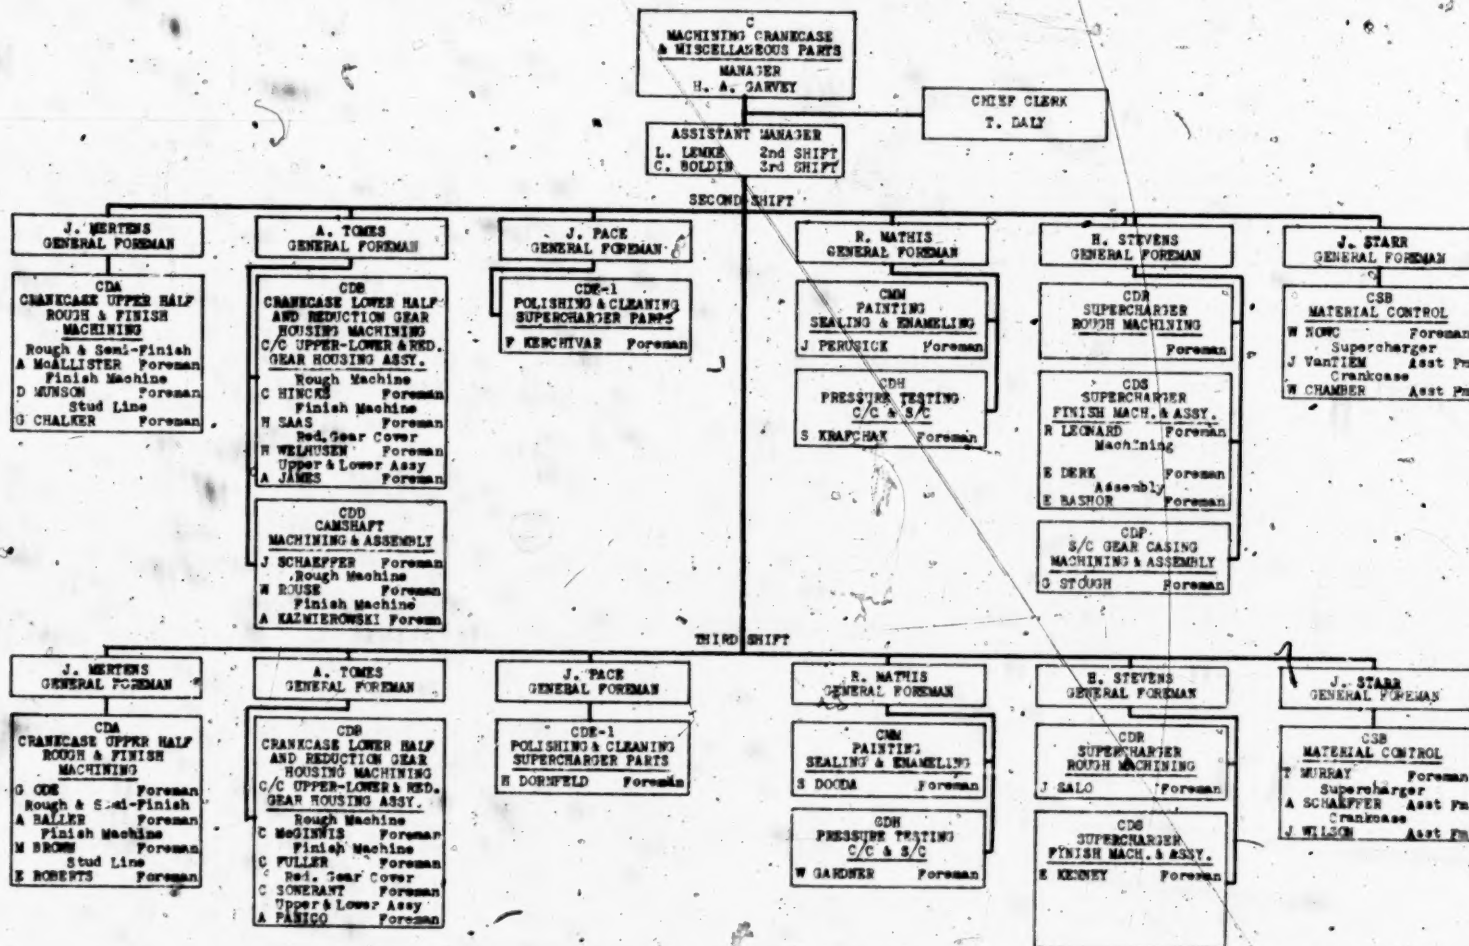 C
MACHINING CRANKCASE
& MISCELLANEOUS PARTS
MANAGER
H. A. GARVEY
CHIEF CLERK
T. DALY
ASSISTANT MANAGER
L. LEMKE 2nd SHIFT
C. BOLDIN 3rd SHIFT
SECOND SHIFT
J. MERTENS
GENERAL FOREMAN
CDA
CRANKCASE UPPER HALF
ROUGH & FINISH
MACHINING
Rough & Semi-Finish
A McALLISTER Foreman
Finish Machine
D MUNSON Foreman
Stud Line
G CHALKER Foreman
A. TOMES
GENERAL FOREMAN
CDB
CRANKCASE LOWER HALF
AND REDUCTION GEAR
HOUSING MACHINING
C/C UPPER-LOWER & RED.
GEAR HOUSING ASSY.
Rough Machine
C HINCKS Foreman
Finish Machine
H SAAS Foreman
Red. Gear Cover
H WELHUSEN Foreman
Upper & Lower Assy
A JAMES Foreman
CDD
CAMSHAFT
MACHINING & ASSEMBLY
J SCHAEFFER Foreman
Rough Machine
W ROUSE Foreman
Finish Machine
A KAZMIEROWSKI Foremn
J. PACE
GENERAL FOREMAN
CDE-1
POLISHING & CLEANING
SUPERCHARGER PARTS
F KERCHIVAR Foreman
R. MATHIS
GENERAL FOREMAN
CMM
PAINTING
SEALING & ENAMELING
J PERUSICK Foreman
CDH
PRESSURE TESTING
C/C & S/C
S KRAFCHAK Foreman
H. STEVENS
GENERAL FOREMAN
CDR
SUPERCHARGER
ROUGH MACHINING
Foreman
CDS
SUPERCHARGER
FINISH MACH. & ASSY.
R LEONARD Foreman
Machining
E DERK Foreman
Assembly
E BASHOR Foreman
CDP
S/C GEAR CASING
MACHINING & ASSEMBLY
G STOUGH Foreman
J. STARR
GENERAL FOREMAN
CSB
MATERIAL CONTROL
W NOWC Foreman
Supercharger
J VanTIEM Asst Fm
Crankcase
W CHAMBER Asst Fm
THIRD SHIFT
J. MERTENS
GENERAL FOREMAN
CDA
CRANKCASE UPPER HALF
ROUGH & FINISH
MACHINING
G ODE Foreman
Rough & Semi-Finish
A BALLER Foreman
Finish Machine
M BROWN Foreman
Stud Line
E ROBERTS Foreman
A. TOMES
GENERAL FOREMAN
CDB
CRANKCASE LOWER HALF
AND REDUCTION GEAR
HOUSING MACHINING
C/C UPPER-LOWER & RED.
GEAR HOUSING ASSY.
Rough Machine
C McGINNIS Foreman
Finish Machine
C FULLER Foreman
Red. Gear Cover
C SONERANT Foreman
Upper & Lower Assy
A PANICO Foreman
J. PACE
GENERAL FOREMAN
CDE-1
POLISHING & CLEANING
SUPERCHARGER PARTS
H DORNFELD Foreman
R. MATHIS
GENERAL FOREMAN
CMM
PAINTING
SEALING & ENAMELING
S DOODA Foreman
CDH
PRESSURE TESTING
C/C & S/C
W GARDNER Foreman
H. STEVENS
GENERAL FOREMAN
CDR
SUPERCHARGER
ROUGH MACHINING
J SALO Foreman
CDS
SUPERCHARGER
FINISH MACH. & ASSY.
E KENNEY Foreman
J. STARR
GENERAL FOREMAN
CSB
MATERIAL CONTROL
T MURRAY Foreman
Supercharger
A SCHAEFFER Asst Fm
Crankcase
J WILSON Asst Fm